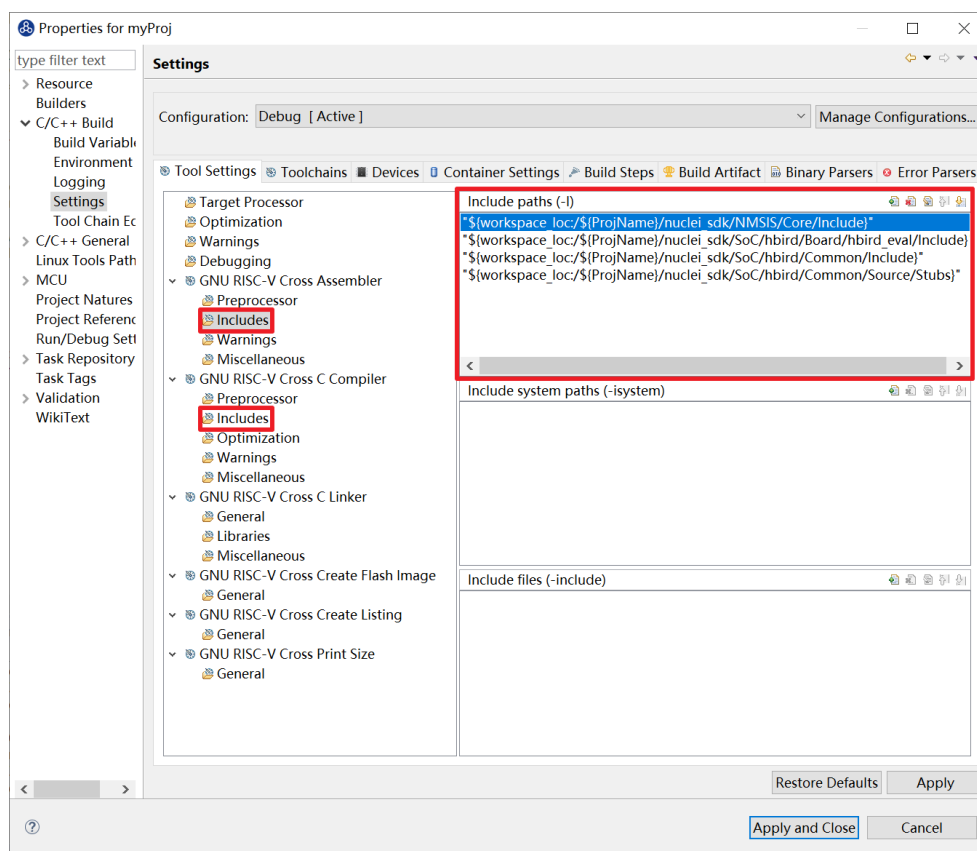 Properties for myProj
type filter text
Resource
Builders
C/C++ Build
Build Variable
Environment
Logging
Settings
Tool Chain Ec
C/C++ General
Linux Tools Path
MCU
Project Natures
Project Referenc
Run/Debug Sett
Task Repository
Task Tags
Validation
WikiText
Settings
Configuration:
Debug [ Active ]
Manage Configurations...
Tool Settings
Toolchains
Devices
Container Settings
Build Steps
Build Artifact
Binary Parsers
Error Parsers
Target Processor
Optimization
Warnings
Debugging
GNU RISC-V Cross Assembler
Preprocessor
Includes
Warnings
Miscellaneous
GNU RISC-V Cross C Compiler
Preprocessor
Includes
Optimization
Warnings
Miscellaneous
GNU RISC-V Cross C Linker
General
Libraries
Miscellaneous
GNU RISC-V Cross Create Flash Image
General
GNU RISC-V Cross Create Listing
General
GNU RISC-V Cross Print Size
General
Include paths (-I)
"${workspace_loc:/${ProjName}/nuclei_sdk/NMSIS/Core/Include}"
"${workspace_loc:/${ProjName}/nuclei_sdk/SoC/hbird/Board/hbird_eval/Include}
"${workspace_loc:/${ProjName}/nuclei_sdk/SoC/hbird/Common/Include}"
"${workspace_loc:/${ProjName}/nuclei_sdk/SoC/hbird/Common/Source/Stubs}"
Include system paths (-isystem)
Include files (-include)
Restore Defaults
Apply
Apply and Close
Cancel